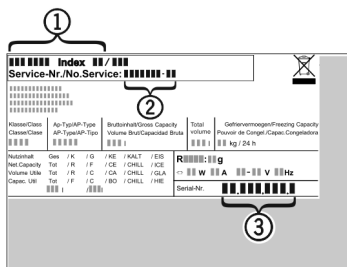 1
Index /
Service-Nr./No.Service: -
2
Klasse/Class Ap-Typ/AP-Type Bruttoinhalt/Gross Capacity Total Gefriervermoegen/Freezing Capacity
Classe/Clase AP-Type/AP-Tipo Volume Brut/Capacidad Bruta volume Pouvoir de Congel./Capac.Congeladora
l l kg / 24 h
Nutzinhalt Ges / K / G / KE / KALT / EIS R : g
Net.Capacity Tot / R / F / CE / CHILL / ICE
Volume Utile Tot / R / C / CA / CHILL / GLA W A - V Hz
Capac. Util Tot / F / C / BO / CHILL / HIE
l / l Serial-Nr. . . .
3